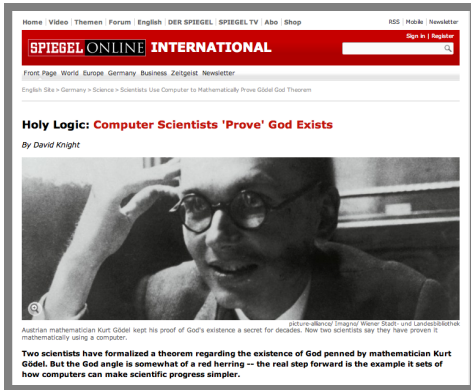 Home | Video | Themen | Forum | English | DER SPIEGEL | SPIEGEL TV | Abo | Shop
RSS | Mobile | Newsletter
Sign in | Register
SPIEGEL ONLINE INTERNATIONAL
Front Page World Europe Germany Business Zeitgeist Newsletter
English Site > Germany > Science > Scientists Use Computer to Mathematically Prove Gödel God Theorem
Holy Logic: Computer Scientists 'Prove' God Exists
By David Knight
picture-alliance/ Imagno/ Wiener Stadt- und Landesbibliothek
Austrian mathematician Kurt Gödel kept his proof of God's existence a secret for decades. Now two scientists say they have proven it
mathematically using a computer.
Two scientists have formalized a theorem regarding the existence of God penned by mathematician Kurt
Gödel. But the God angle is somewhat of a red herring -- the real step forward is the example it sets of
how computers can make scientific progress simpler.